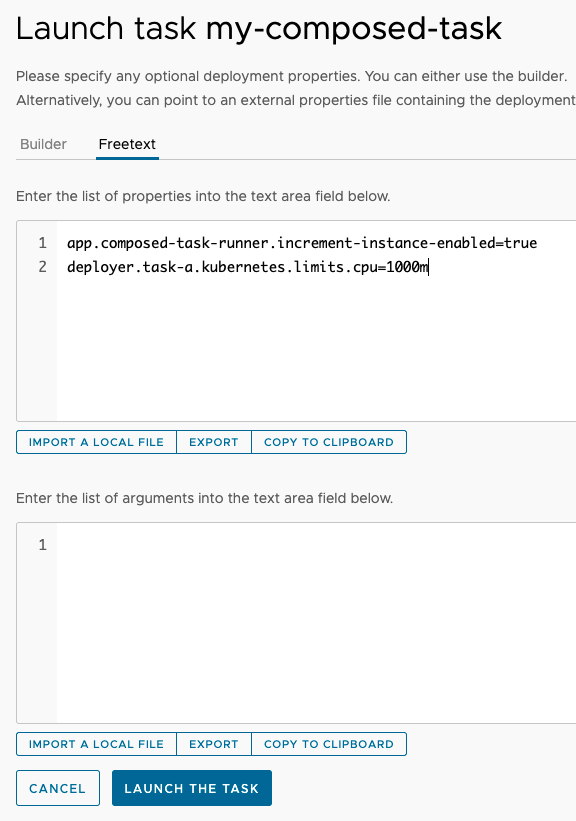 Launch task my-composed-task
Please specify any optional deployment properties. You can either use the builder.
Alternatively, you can point to an external properties file containing the deployment
Builder Freetext
Enter the list of properties into the text area field below.
1 app.composed-task-runner.increment-instance-enabled=true
2 deployer.task-a.kubernetes.limits.cpu=1000m
IMPORT A LOCAL FILE EXPORT COPY TO CLIPBOARD
Enter the list of arguments into the text area field below.
1
IMPORT A LOCAL FILE EXPORT COPY TO CLIPBOARD
CANCEL LAUNCH THE TASK